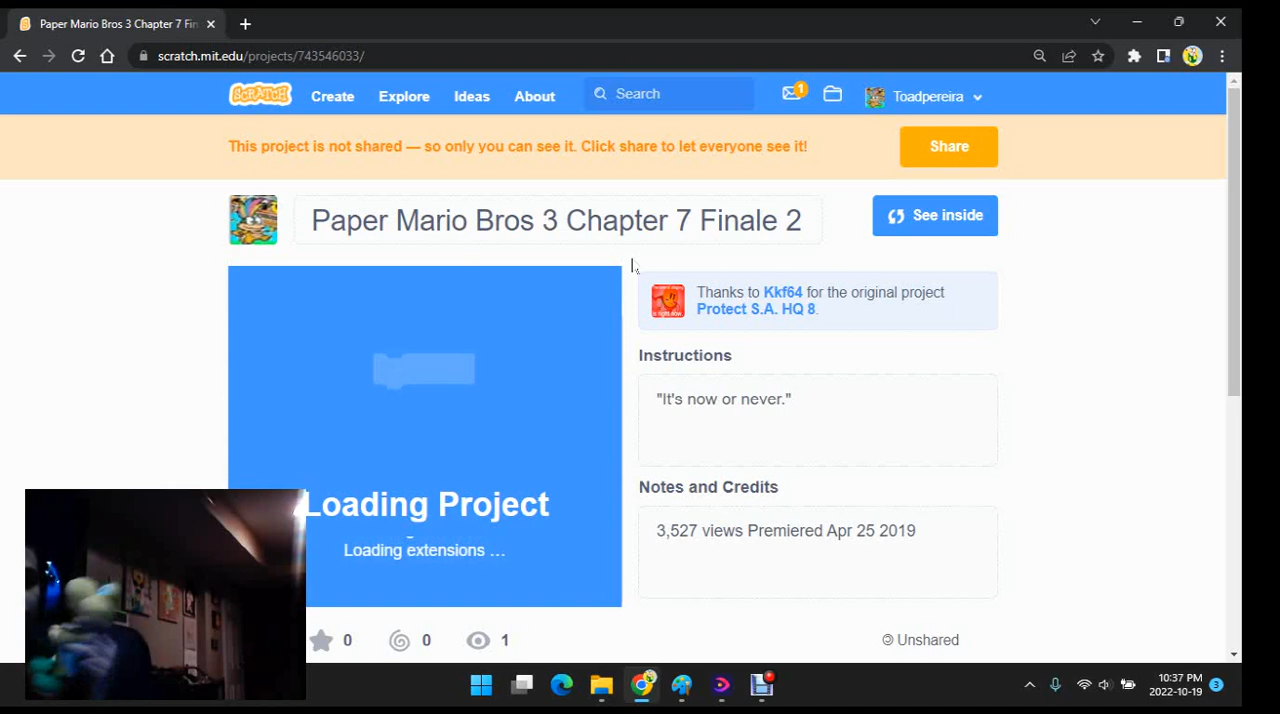 Paper Mario Bros 3 Chapter 7 Fin
scratch.mit.edu/projects/743546033/
SCRATCH
Create
Explore
Ideas
About
Search
1
Toadpereira
This project is not shared — so only you can see it. Click share to let everyone see it!
Share
Paper Mario Bros 3 Chapter 7 Finale 2
See inside
Thanks to Kkf64 for the original project
Protect S.A. HQ 8.
Instructions
"It's now or never."
Loading Project
Loading extensions …
Notes and Credits
3,527 views Premiered Apr 25 2019
0
0
1
Unshared
10:37 PM
2022-10-19
3